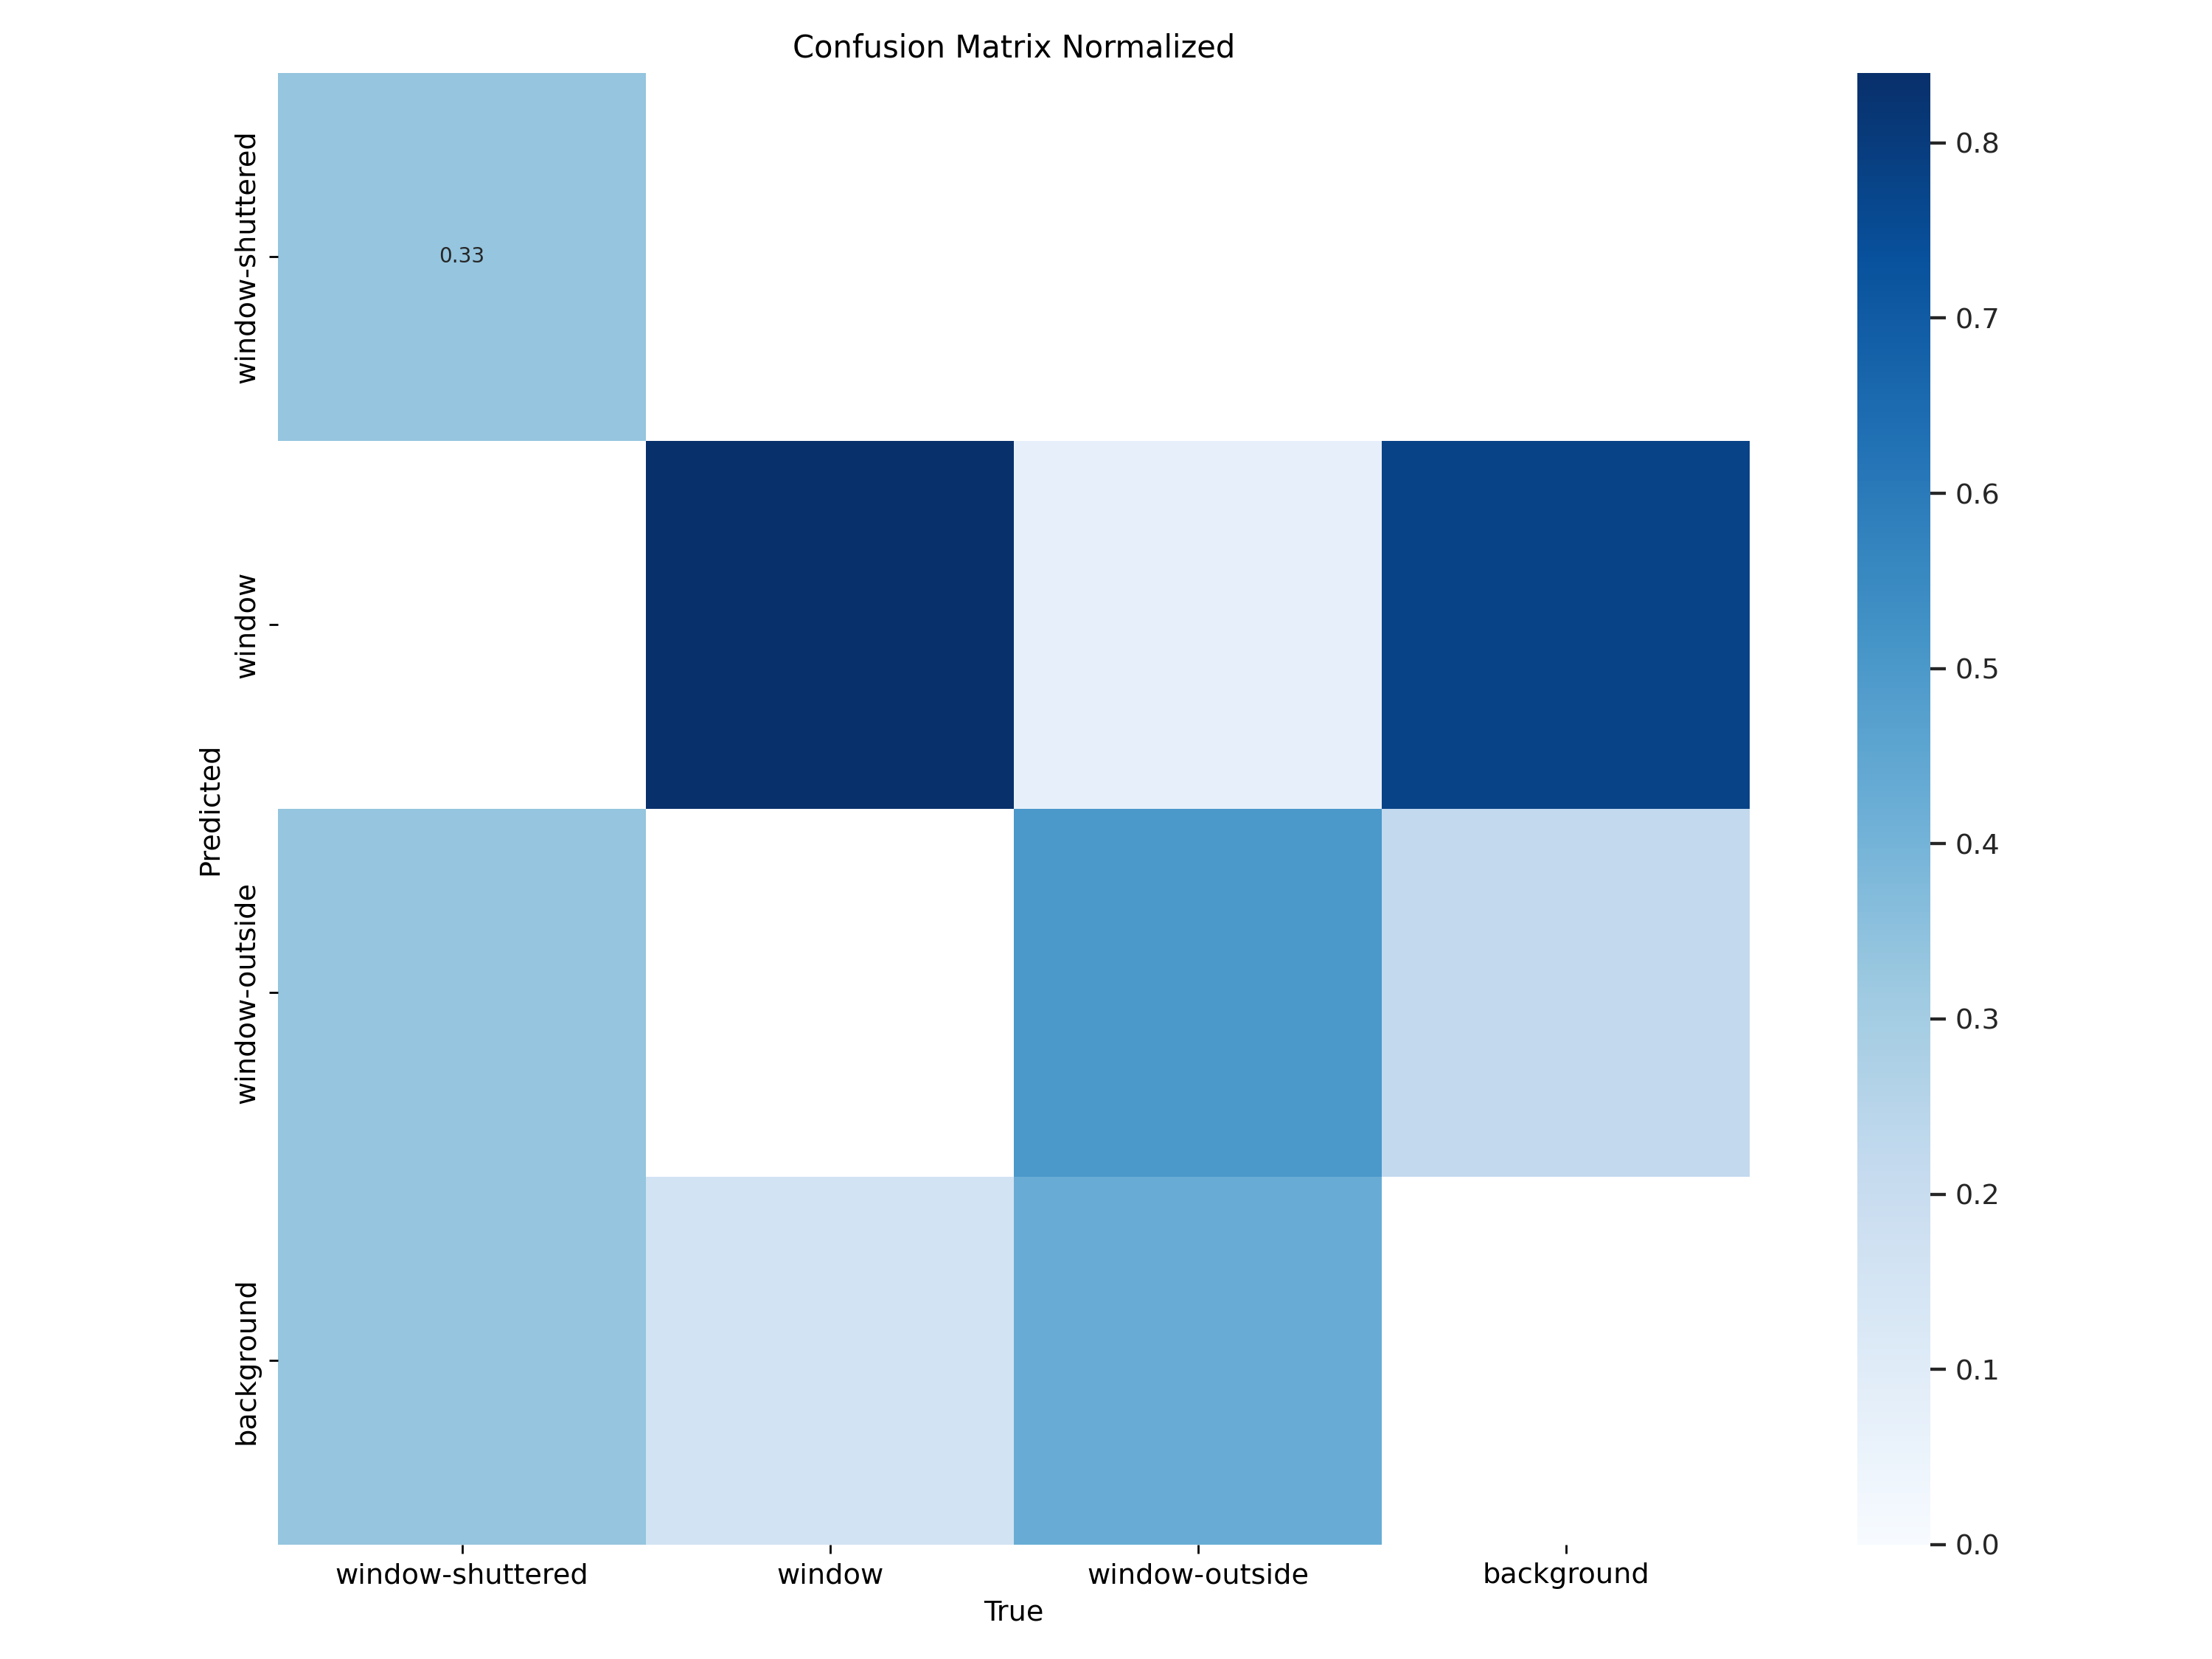 Confusion Matrix Normalized
window-shuttered
0.33
window
window-outside
background
Predicted
window-shuttered
window
window-outside
background
True
0.8
0.7
0.6
0.5
0.4
0.3
0.2
0.1
0.0